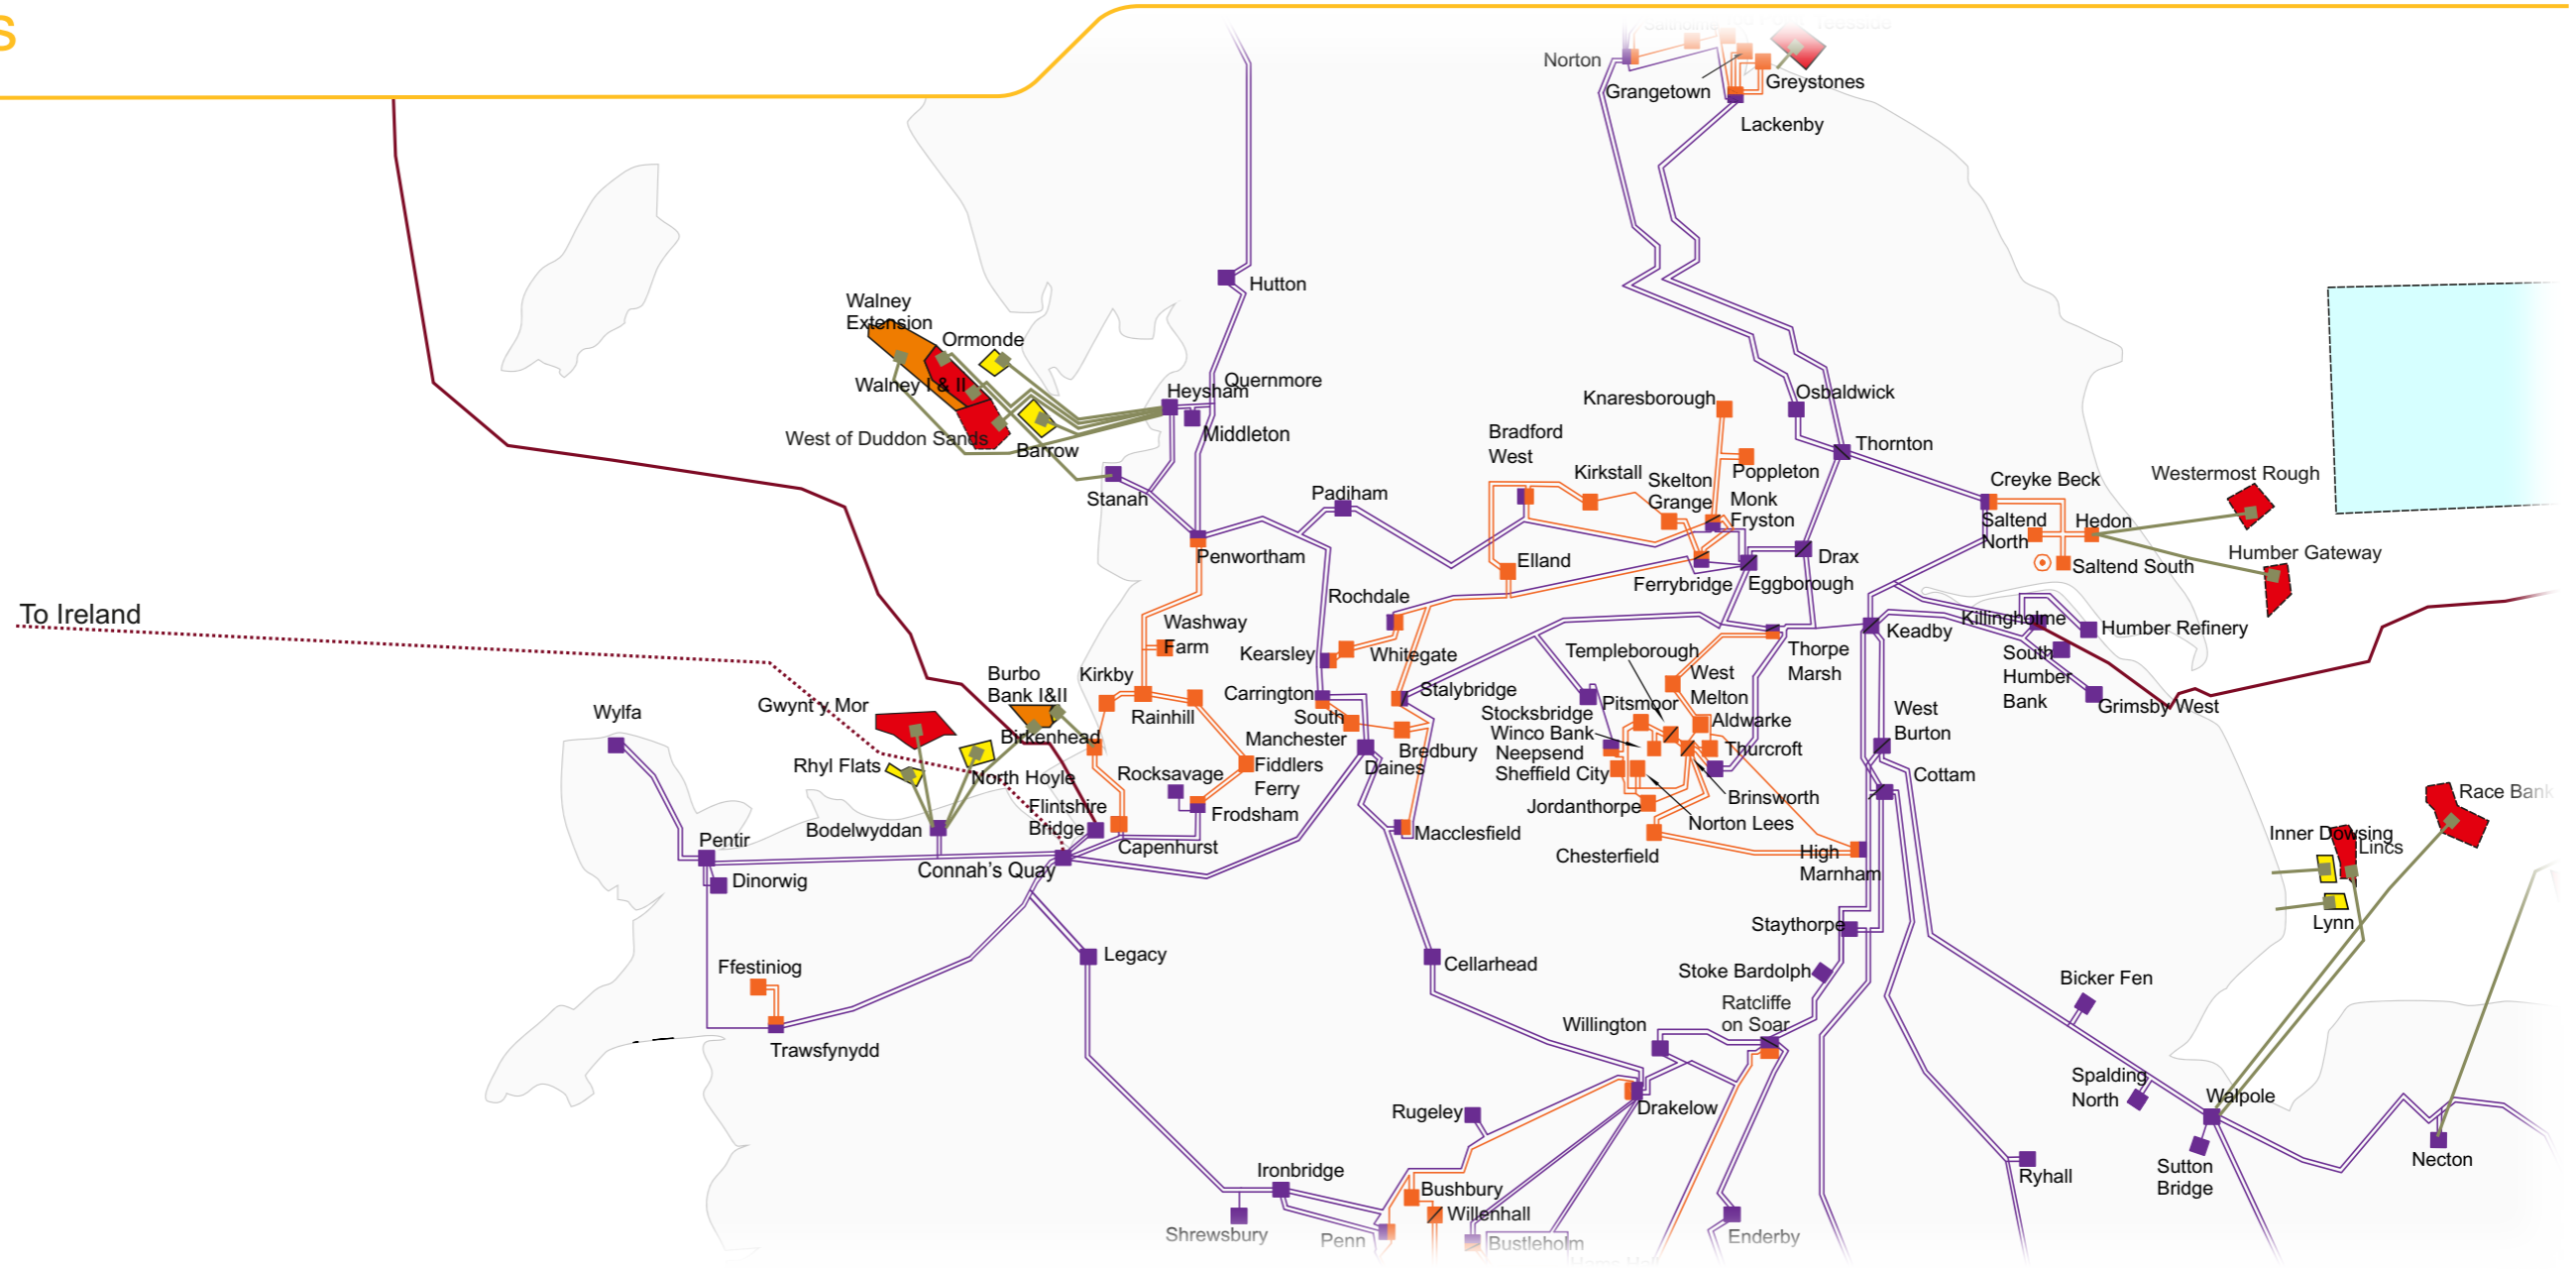 s
Norton
Grangetown
Greystones
Lackenby
Hutton
Walney
Extension
Ormonde
Walney I & II
West of Duddon Sands
Barrow
Heysham
Quernmore
Middleton
Stanah
Padiham
Penwortham
Bradford
West
Kirkstall
Skelton
Grange
Knaresborough
Poppleton
Monk
Fryston
Osbaldwick
Thornton
Elland
Ferrybridge
Eggborough
Drax
Creyke Beck
Saltend
North
Hedon
Saltend South
Westermost Rough
Humber Gateway
To Ireland
Rochdale
Washway
Farm
Kearsley
Whitegate
Kirkby
Rainhill
Carrington
South
Manchester
Stalybridge
Bredbury
Daines
Templeborough
West
Melton
Thorpe
Marsh
Keadby
Killingholme
Humber Refinery
South
Humber
Bank
Grimsby West
Burbo
Bank I&II
Gwynt y Mor
Wylfa
Birkenhead
Rhyl Flats
North Hoyle
Rocksavage
Fiddlers
Ferry
Flintshire
Bridge
Frodsham
Bodelwyddan
Capenhurst
Connah's Quay
Pentir
Dinorwig
Macclesfield
Stocksbridge
Pitsmoor
Winco Bank
Neepsend
Sheffield City
Aldwarke
Thurcroft
Jordanthorpe
Brinsworth
Norton Lees
Chesterfield
High
Marnham
West
Burton
Cottam
Race Bank
Inner Dowsing
Lincs
Lynn
Staythorpe
Stoke Bardolph
Ratcliffe
on Soar
Willington
Legacy
Cellarhead
Ffestiniog
Trawsfynydd
Bicker Fen
Spalding
North
Walpole
Sutton
Bridge
Necton
Ryhall
Rugeley
Drakelow
Ironbridge
Shrewsbury
Bushbury
Willenhall
Penn
Bustleholm
Enderby